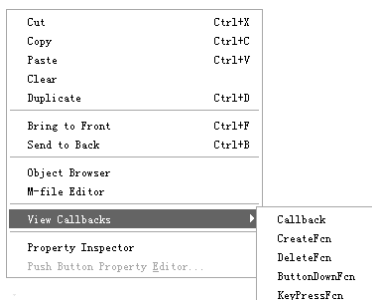 Cut Ctrl+X
Copy Ctrl+C
Paste Ctrl+V
Clear
Duplicate Ctrl+D
Bring to Front Ctrl+F
Send to Back Ctrl+B
Object Browser
M-file Editor
View Callbacks
Callback
CreateFcn
DeleteFcn
ButtonDownFcn
KeyPressFcn
Property Inspector
Push Button Property Editor...